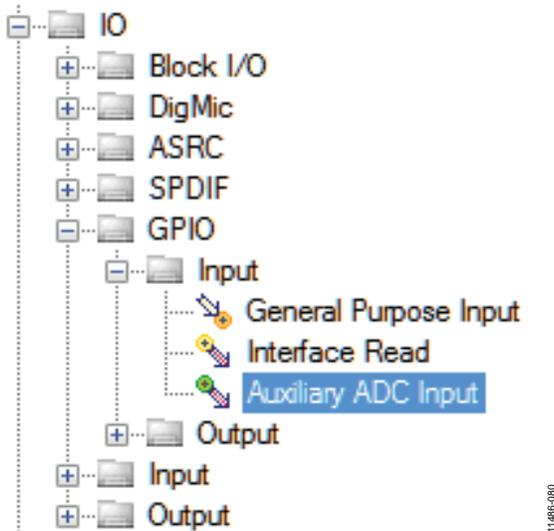 IO
Block I/O
DigMic
ASRC
SPDIF
GPIO
Input
General Purpose Input
Interface Read
Auxiliary ADC Input
Output
Input
Output
11486-080